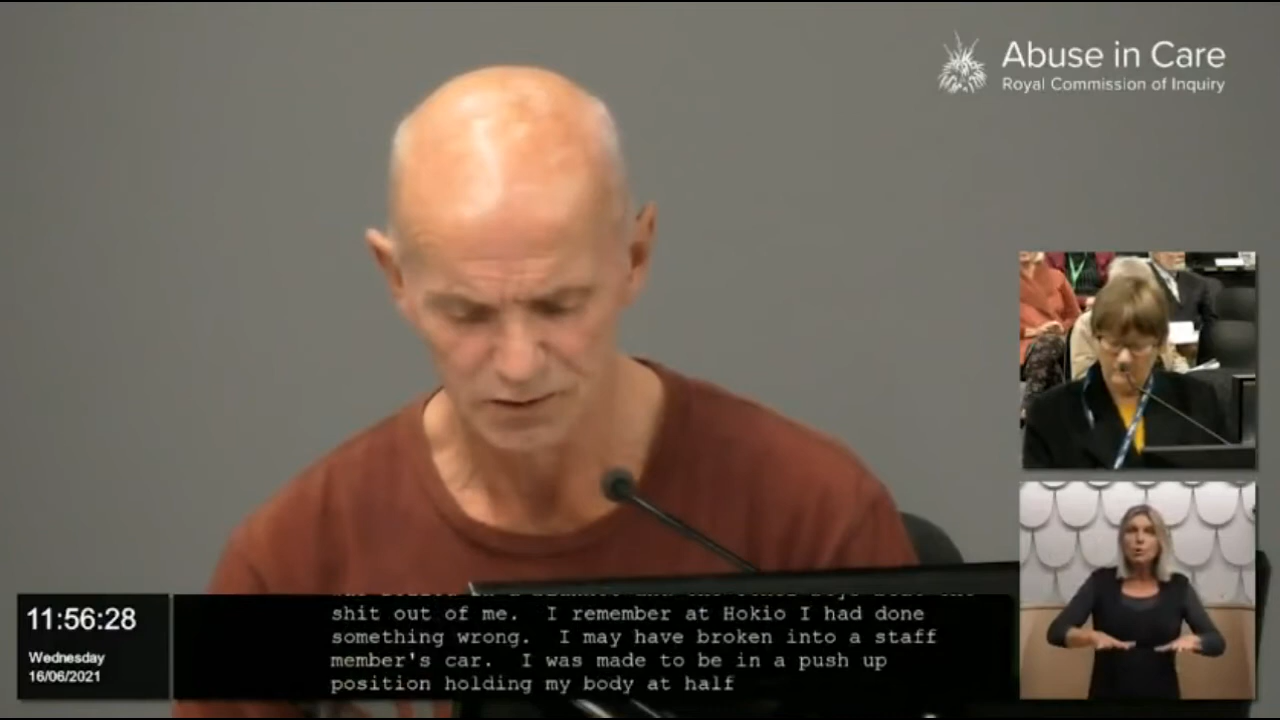 Abuse in Care
Royal Commission of Inquiry
11:56:28
Wednesday
16/06/2021
shit out of me. I remember at Hokio I had done
something wrong. I may have broken into a staff
member's car. I was made to be in a push up
position holding my body at half